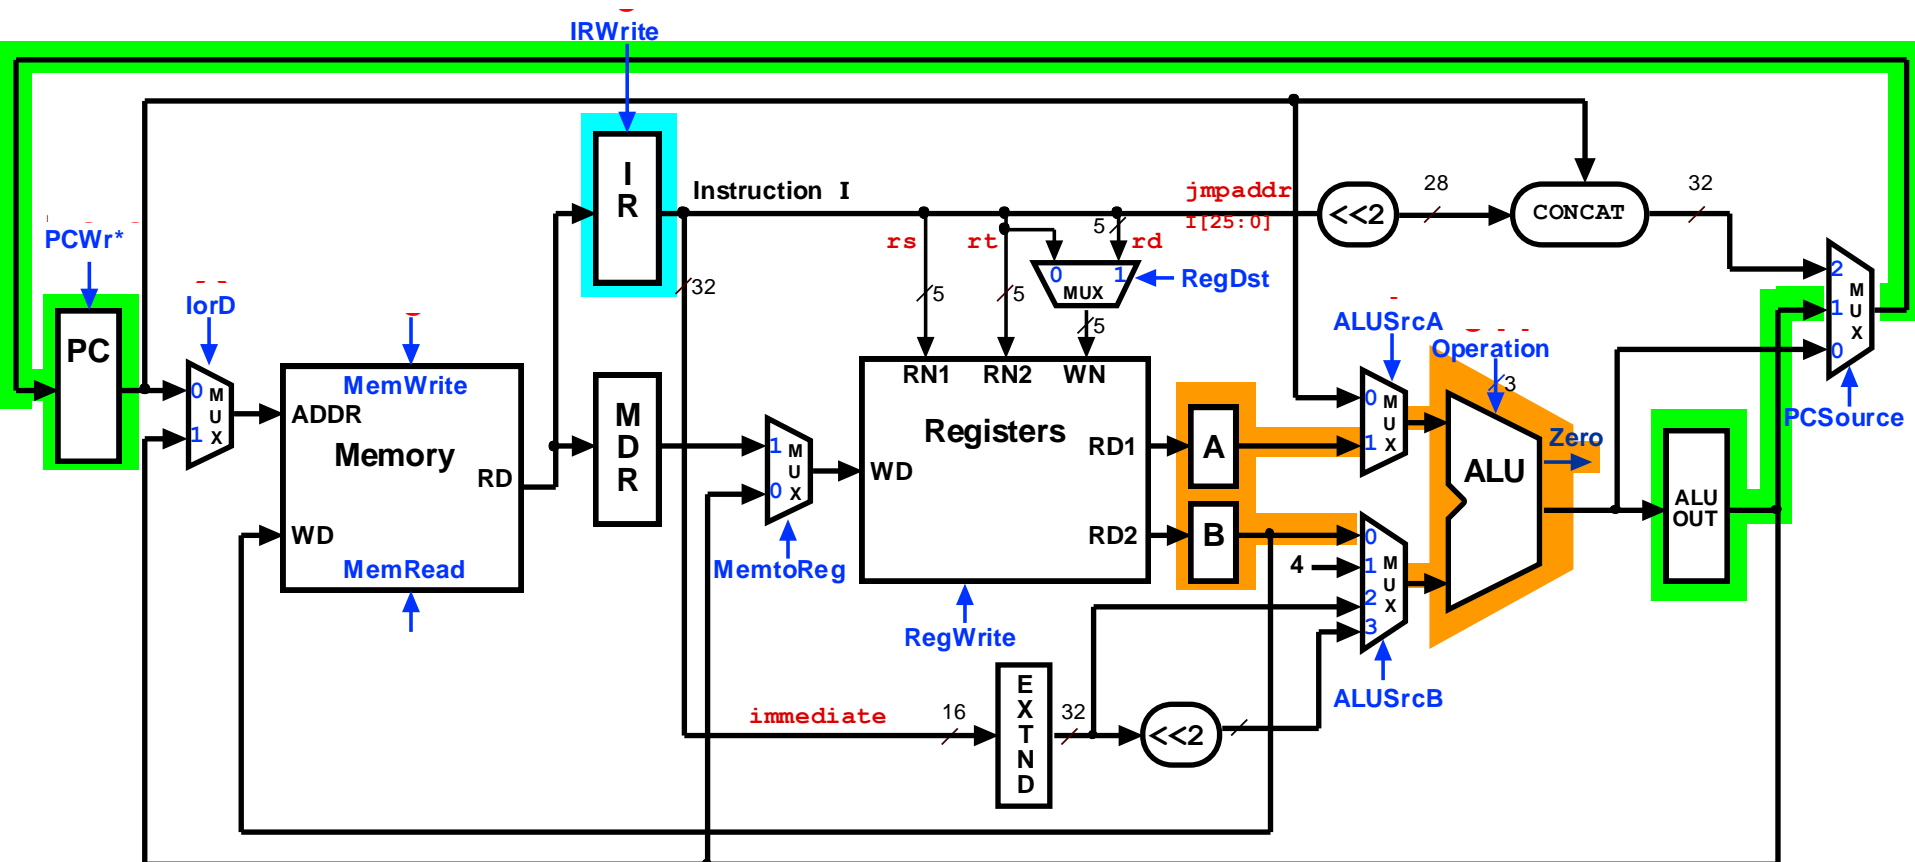 IRWrite
I
R
Instruction I
jmpaddr
I[25:0]
<<2
28
CONCAT
32
PCWr*
rs
rt
5
rd
0
1
MUX
RegDst
32
5
5
5
IorD
PC
0
1
M
U
X
MemWrite
ADDR
Memory
RD
WD
MemRead
M
D
R
1
0
M
U
X
MemtoReg
RN1
RN2
WN
Registers
RD1
WD
RD2
RegWrite
A
B
4
ALUSrcA
0
1
M
U
X
0
1
2
3
M
U
X
ALUSrcB
Operation
3
Zero
ALU
ALU
OUT
2
1
0
M
U
X
PCSource
immediate
16
E
X
T
N
D
32
<<2